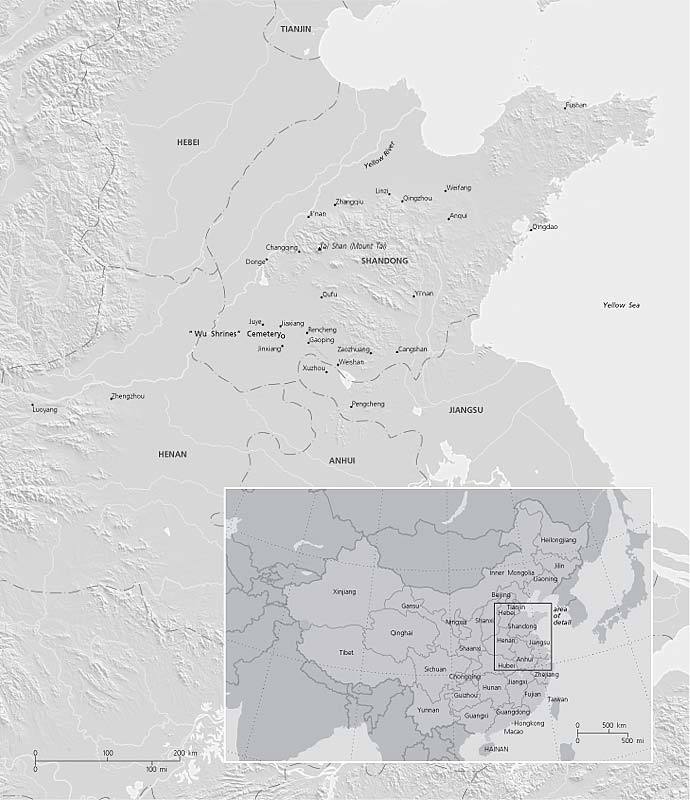 TIANJIN
Fushan
HEBEI
Yellow River
Linzi
Weifang
Qingzhou
Zhangqiu
Ji'nan
Anqui
Qingdao
Changqing
Tai Shan (Mount Tai)
Donge
SHANDONG
Qufu
Yi'nan
Yellow Sea
Juye
Jiaxiang
"Wu Shrines" Cemetery
Rencheng
Gaoping
Jinxiang
Zaozhuang
Cangshan
Weishan
Xuzhou
Zhengzhou
Luoyang
Pengcheng
JIANGSU
HENAN
ANHUI
Heilongjiang
Jilin
Inner Mongolia
Liaoning
Xinjiang
Beijing
Gansu
Tianjin
area
of
detail
Hebei
Ningxia
Shanxi
Shandong
Qinghai
Henan
Jiangsu
Shaanxi
Tibet
Anhui
Sichuan
Hubei
Chongqing
Zhejiang
Jiangxi
Hunan
Guizhou
Fujian
Taiwan
Yunnan
Guangxi
Guangdong
Hongkong
Macao
HAINAN
0 500 km
0 500 mi
0 100 200 km
0 100 mi